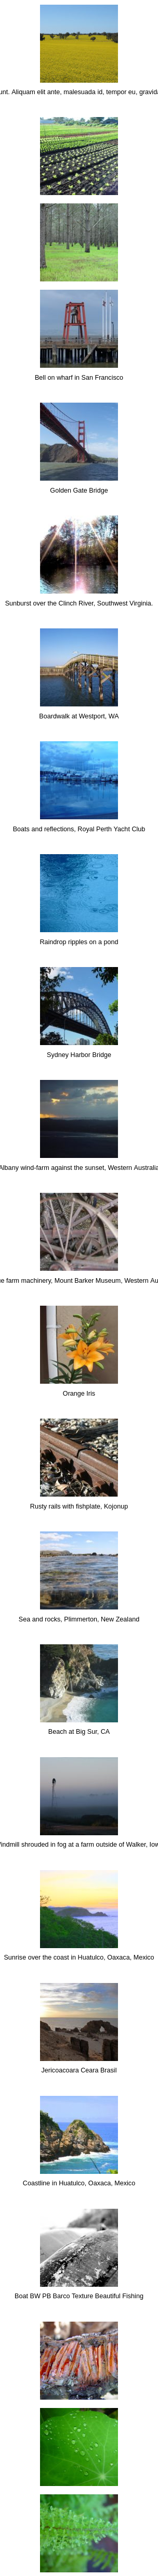 unt. Aliquam elit ante, malesuada id, tempor eu, gravida
Bell on wharf in San Francisco
Golden Gate Bridge
Sunburst over the Clinch River, Southwest Virginia.
Boardwalk at Westport, WA
Boats and reflections, Royal Perth Yacht Club
Raindrop ripples on a pond
Sydney Harbor Bridge
Albany wind-farm against the sunset, Western Australia
e farm machinery, Mount Barker Museum, Western Au
Orange Iris
Rusty rails with fishplate, Kojonup
Sea and rocks, Plimmerton, New Zealand
Beach at Big Sur, CA
Windmill shrouded in fog at a farm outside of Walker, Iow
Sunrise over the coast in Huatulco, Oaxaca, Mexico
Jericoacoara Ceara Brasil
Coastline in Huatulco, Oaxaca, Mexico
Boat BW PB Barco Texture Beautiful Fishing